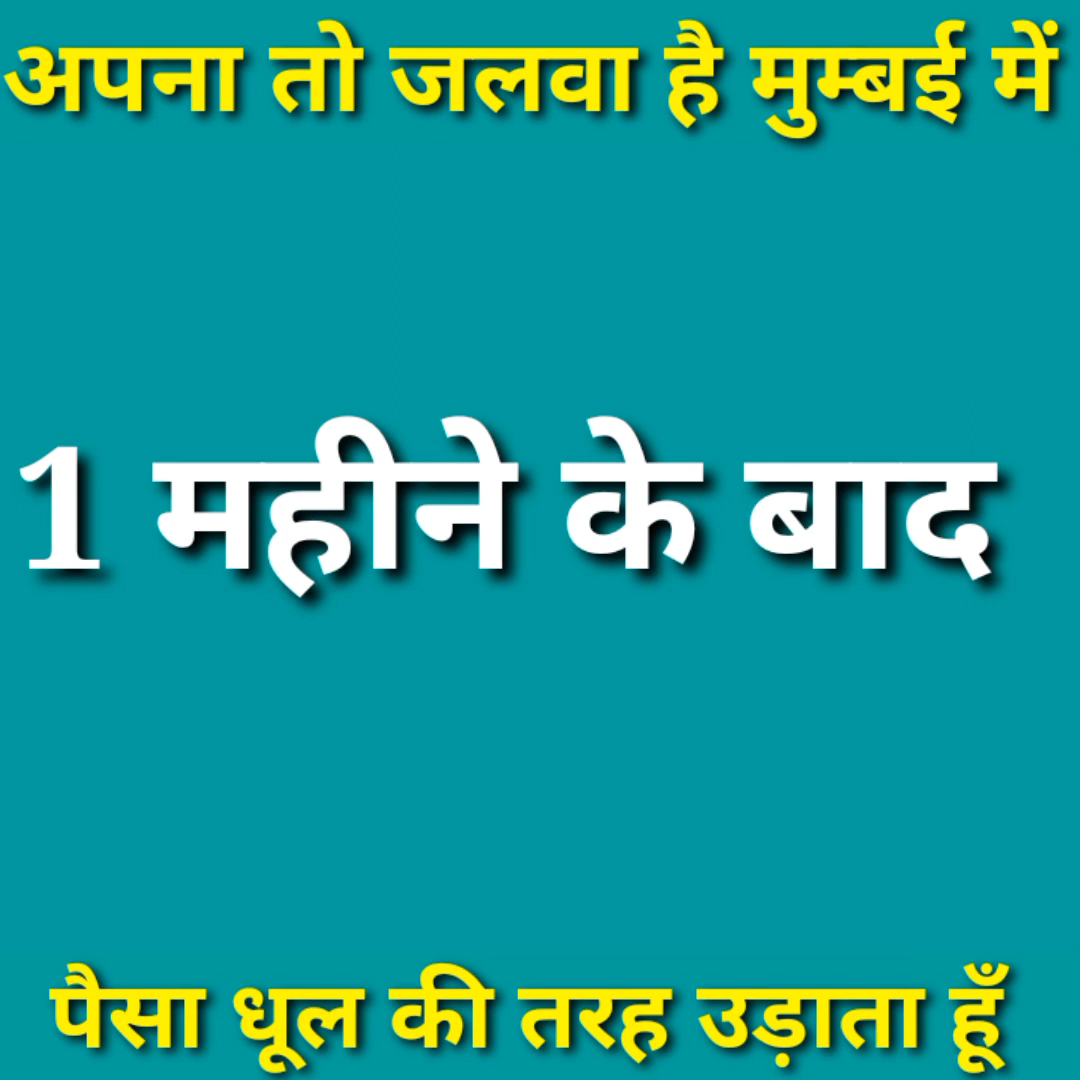 अपना तो जलवा है मुम्बई में
1 महीने के बाद
पैसा धूल की तरह उड़ाता हूँ